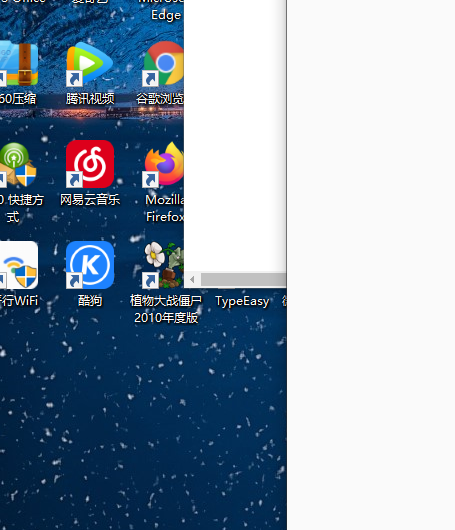 Office
Edge
60压缩
腾讯视频
谷歌浏览
快捷方
式
网易云音乐
Mozilla
Firefox
行WiFi
酷狗
植物大战僵尸
2010年度版
TypeEasy